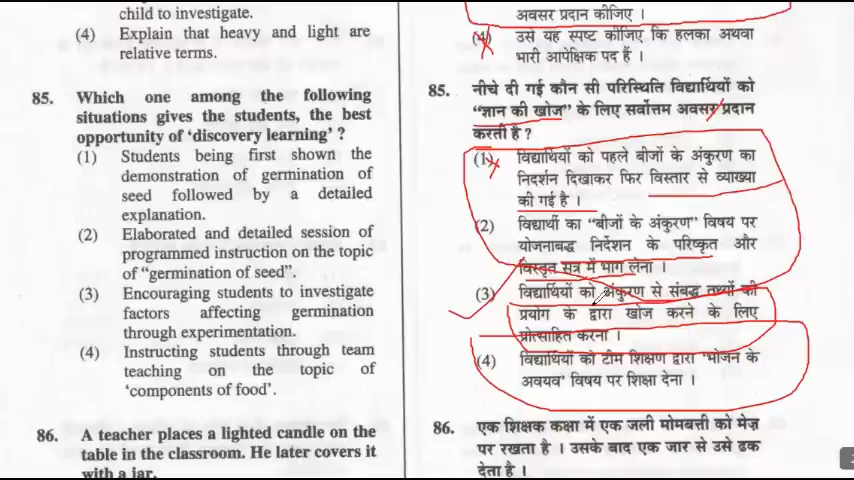 child to investigate.
(4) Explain that heavy and light are
relative terms.
85. Which one among the following
situations gives the students, the best
opportunity of 'discovery learning' ?
(1) Students being first shown the
demonstration of germination of
seed followed by a detailed
explanation.
(2) Elaborated and detailed session of
programmed instruction on the topic
of "germination of seed".
(3) Encouraging students to investigate
factors affecting germination
through experimentation.
(4) Instructing students through team
teaching on the topic of
'components of food'.
86. A teacher places a lighted candle on the
table in the classroom. He later covers it
with a jar.
अवसर प्रदान कीजिए ।
(4) उसे यह स्पष्ट कीजिए कि हलका अथवा
भारी आपेक्षिक पद हैं ।
85. नीचे दी गई कौन सी परिस्थिति विद्यार्थियों को
"ज्ञान की खोज" के लिए सर्वोत्तम अवसर प्रदान
करती है ?
(1) विद्यार्थियों को पहले बीजों के अंकुरण का
निदर्शन दिखाकर फिर विस्तार से व्याख्या
की गई है ।
(2) विद्यार्थी का "बीजों के अंकुरण" विषय पर
योजनाबद्ध निर्देशन के परिष्कृत और
विस्तृत सत्र में भाग लेना ।
(3) विद्यार्थियों को अंकुरण से संबद्ध तथ्यों की
प्रयोग के द्वारा खोज करने के लिए
प्रोत्साहित करना ।
(4) विद्यार्थियों को टीम शिक्षण द्वारा 'भोजन के
अवयव' विषय पर शिक्षा देना ।
86. एक शिक्षक कक्षा में एक जली मोमबत्ती को मेज़
पर रखता है । उसके बाद एक जार से उसे ढक
देता है ।